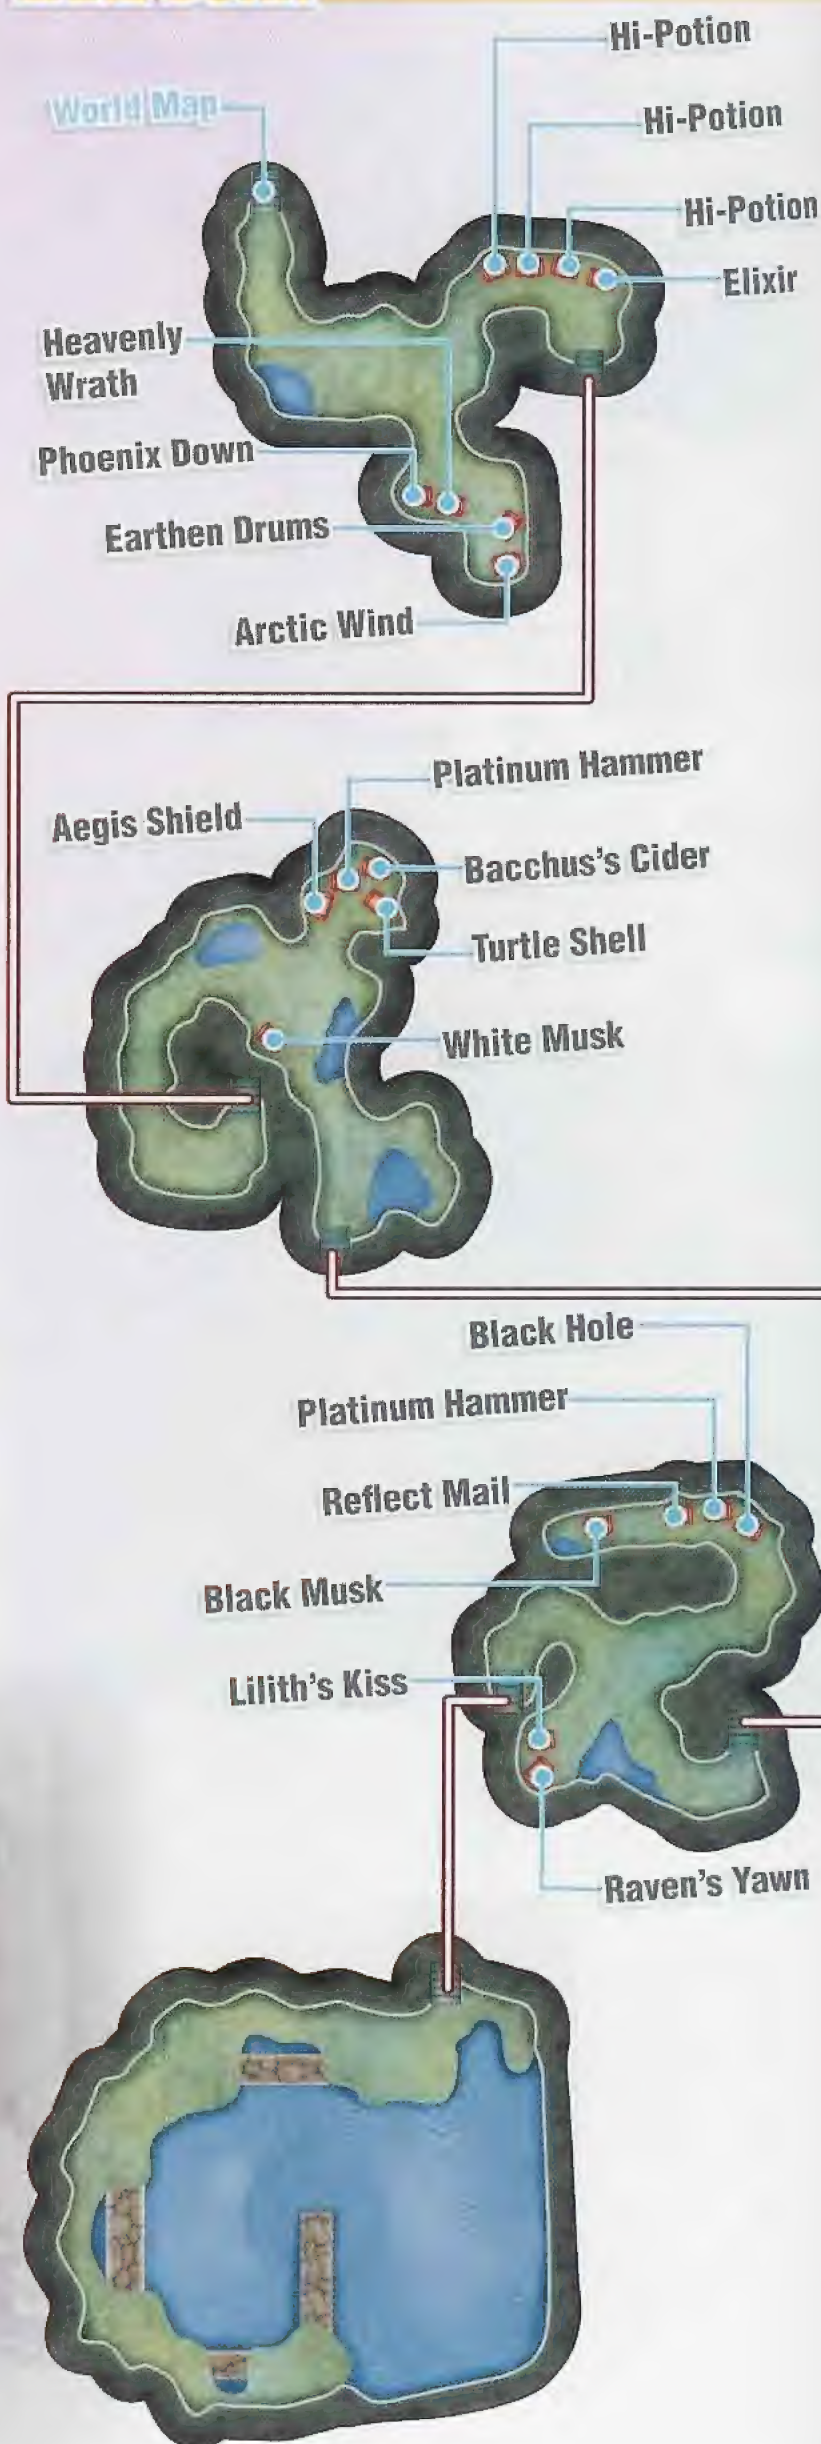 Hi-Potion
World Map
Hi-Potion
Hi-Potion
Elixir
Heavenly
Wrath
Phoenix Down
Earthen Drums
Arctic Wind
Platinum Hammer
Aegis Shield
Bacchus's Cider
Turtle Shell
White Musk
Black Hole
Platinum Hammer
Reflect Mail
Black Musk
Lilith's Kiss
Raven's Yawn